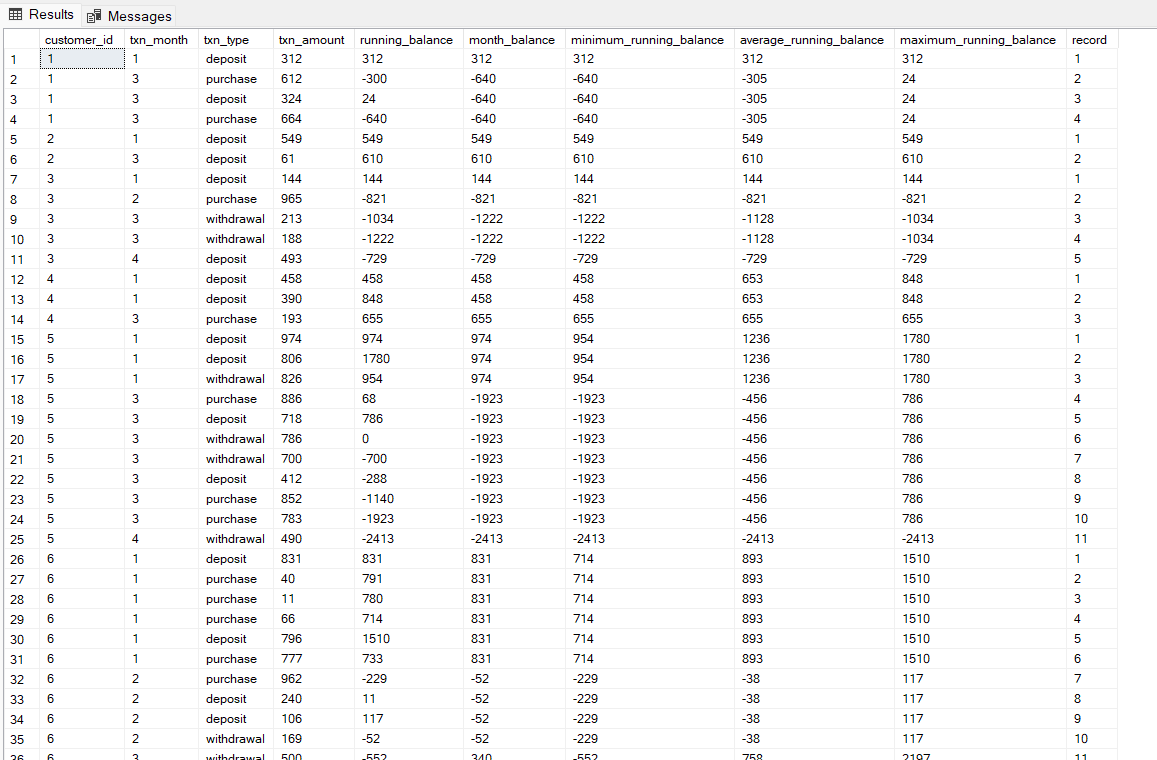 Results Messages
customer_id txn_month txn_type txn_amount running_balance month_balance minimum_running_balance average_running_balance maximum_running_balance record
1 1 1 deposit 312 312 312 312 312 312 1
2 1 3 purchase 612 -300 -640 -640 -305 24 2
3 1 3 deposit 324 24 -640 -640 -305 24 3
4 1 3 purchase 664 -640 -640 -640 -305 24 4
5 2 1 deposit 549 549 549 549 549 549 1
6 2 3 deposit 61 610 610 610 610 610 2
7 3 1 deposit 144 144 144 144 144 144 1
8 3 2 purchase 965 -821 -821 -821 -821 -821 2
9 3 3 withdrawal 213 -1034 -1222 -1222 -1128 -1034 3
10 3 3 withdrawal 188 -1222 -1222 -1222 -1128 -1034 4
11 3 4 deposit 493 -729 -729 -729 -729 -729 5
12 4 1 deposit 458 458 458 458 653 848 1
13 4 1 deposit 390 848 458 458 653 848 2
14 4 3 purchase 193 655 655 655 655 655 3
15 5 1 deposit 974 974 974 954 1236 1780 1
16 5 1 deposit 806 1780 974 954 1236 1780 2
17 5 1 withdrawal 826 954 974 954 1236 1780 3
18 5 3 purchase 886 68 -1923 -1923 -456 786 4
19 5 3 deposit 718 786 -1923 -1923 -456 786 5
20 5 3 withdrawal 786 0 -1923 -1923 -456 786 6
21 5 3 withdrawal 700 -700 -1923 -1923 -456 786 7
22 5 3 deposit 412 -288 -1923 -1923 -456 786 8
23 5 3 purchase 852 -1140 -1923 -1923 -456 786 9
24 5 3 purchase 783 -1923 -1923 -1923 -456 786 10
25 5 4 withdrawal 490 -2413 -2413 -2413 -2413 -2413 11
26 6 1 deposit 831 831 831 714 893 1510 1
27 6 1 purchase 40 791 831 714 893 1510 2
28 6 1 purchase 11 780 831 714 893 1510 3
29 6 1 purchase 66 714 831 714 893 1510 4
30 6 1 deposit 796 1510 831 714 893 1510 5
31 6 1 purchase 777 733 831 714 893 1510 6
32 6 2 purchase 962 -229 -52 -229 -38 117 7
33 6 2 deposit 240 11 -52 -229 -38 117 8
34 6 2 deposit 106 117 -52 -229 -38 117 9
35 6 2 withdrawal 169 -52 -52 -229 -38 117 10
36 6 3 withdrawal 500 -552 340 -552 758 2197 11